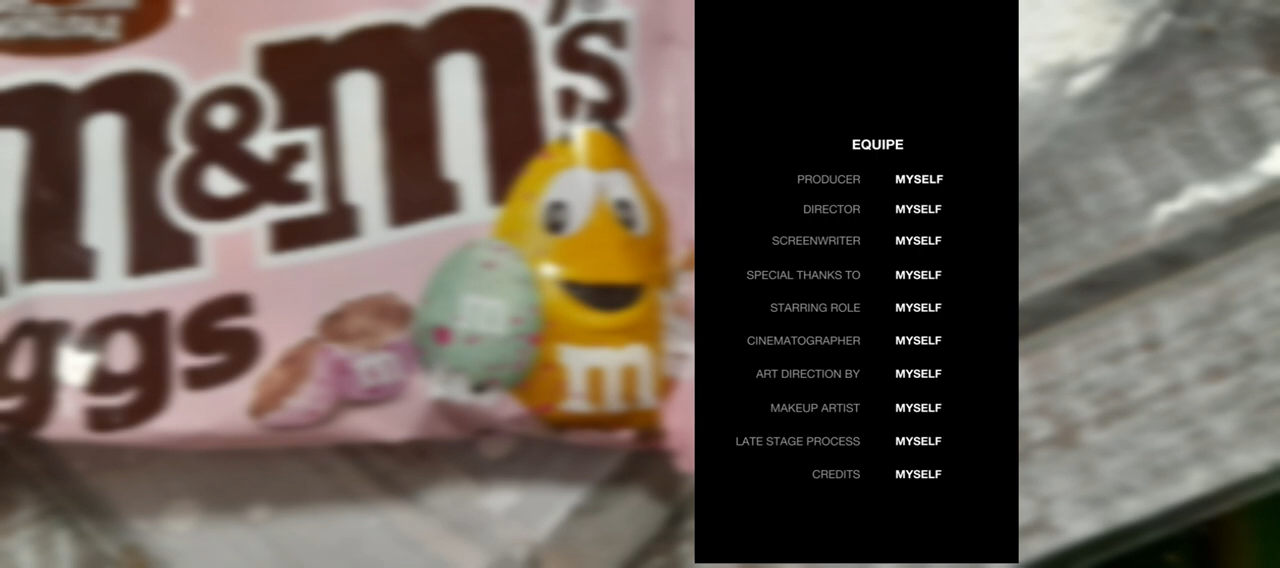 m&m's
eggs
m
m
EQUIPE
PRODUCER MYSELF
DIRECTOR MYSELF
SCREENWRITER MYSELF
SPECIAL THANKS TO MYSELF
STARRING ROLE MYSELF
CINEMATOGRAPHER MYSELF
ART DIRECTION BY MYSELF
MAKEUP ARTIST MYSELF
LATE STAGE PROCESS MYSELF
CREDITS MYSELF